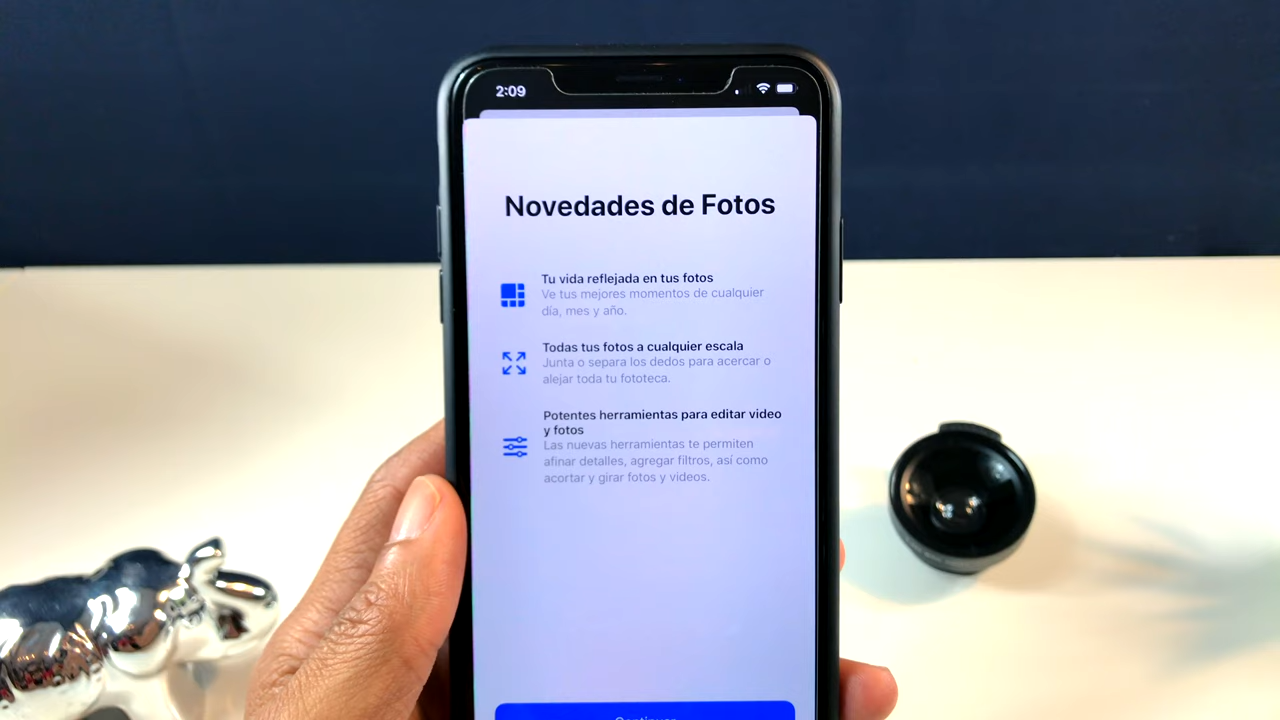 2:09
Novedades de Fotos
Tu vida reflejada en tus fotos
Ve tus mejores momentos de cualquier
día, mes y año.
Todas tus fotos a cualquier escala
Junta o separa los dedos para acercar o
alejar toda tu fototeca.
Potentes herramientas para editar video
y fotos
Las nuevas herramientas te permiten
afinar detalles, agregar filtros, así como
acortar y girar fotos y videos.